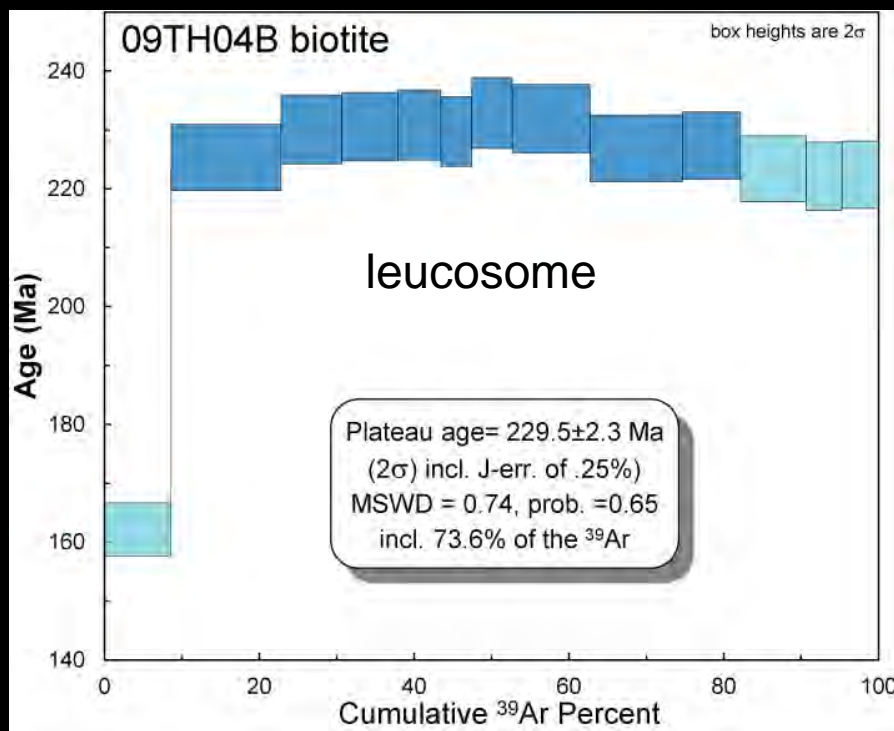 09TH04B biotite
box heights are 2σ
240
220
200
180
160
140
Age (Ma)
leucosome
Plateau age= 229.5±2.3 Ma
(2σ) incl. J-err. of .25%)
MSWD = 0.74, prob. =0.65
incl. 73.6% of the ³⁹Ar
0 20 40 60 80 100
Cumulative ³⁹Ar Percent